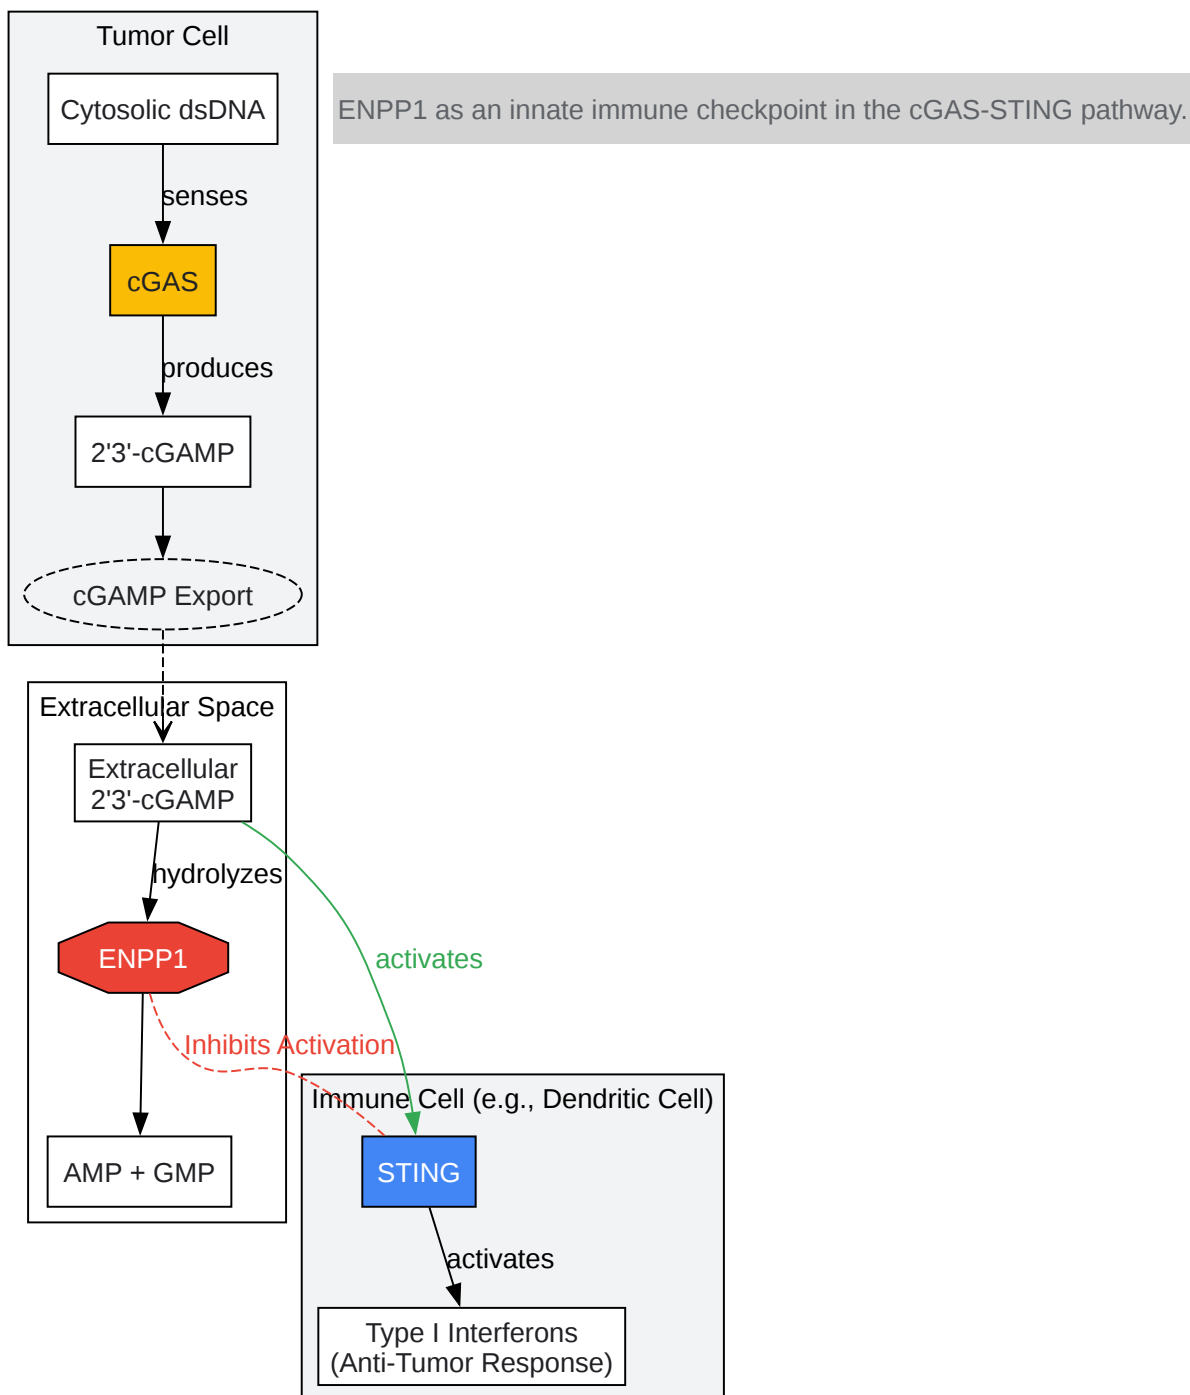 Tumor Cell
Cytosolic dsDNA
ENPP1 as an innate immune checkpoint in the cGAS-STING pathway.
senses
cGAS
produces
2'3'-cGAMP
cGAMP Export
Extracellular Space
Extracellular
2'3'-cGAMP
hydrolyzes
ENPP1
activates
Inhibits Activation
Immune Cell (e.g., Dendritic Cell)
AMP + GMP
STING
activates
Type I Interferons
(Anti-Tumor Response)